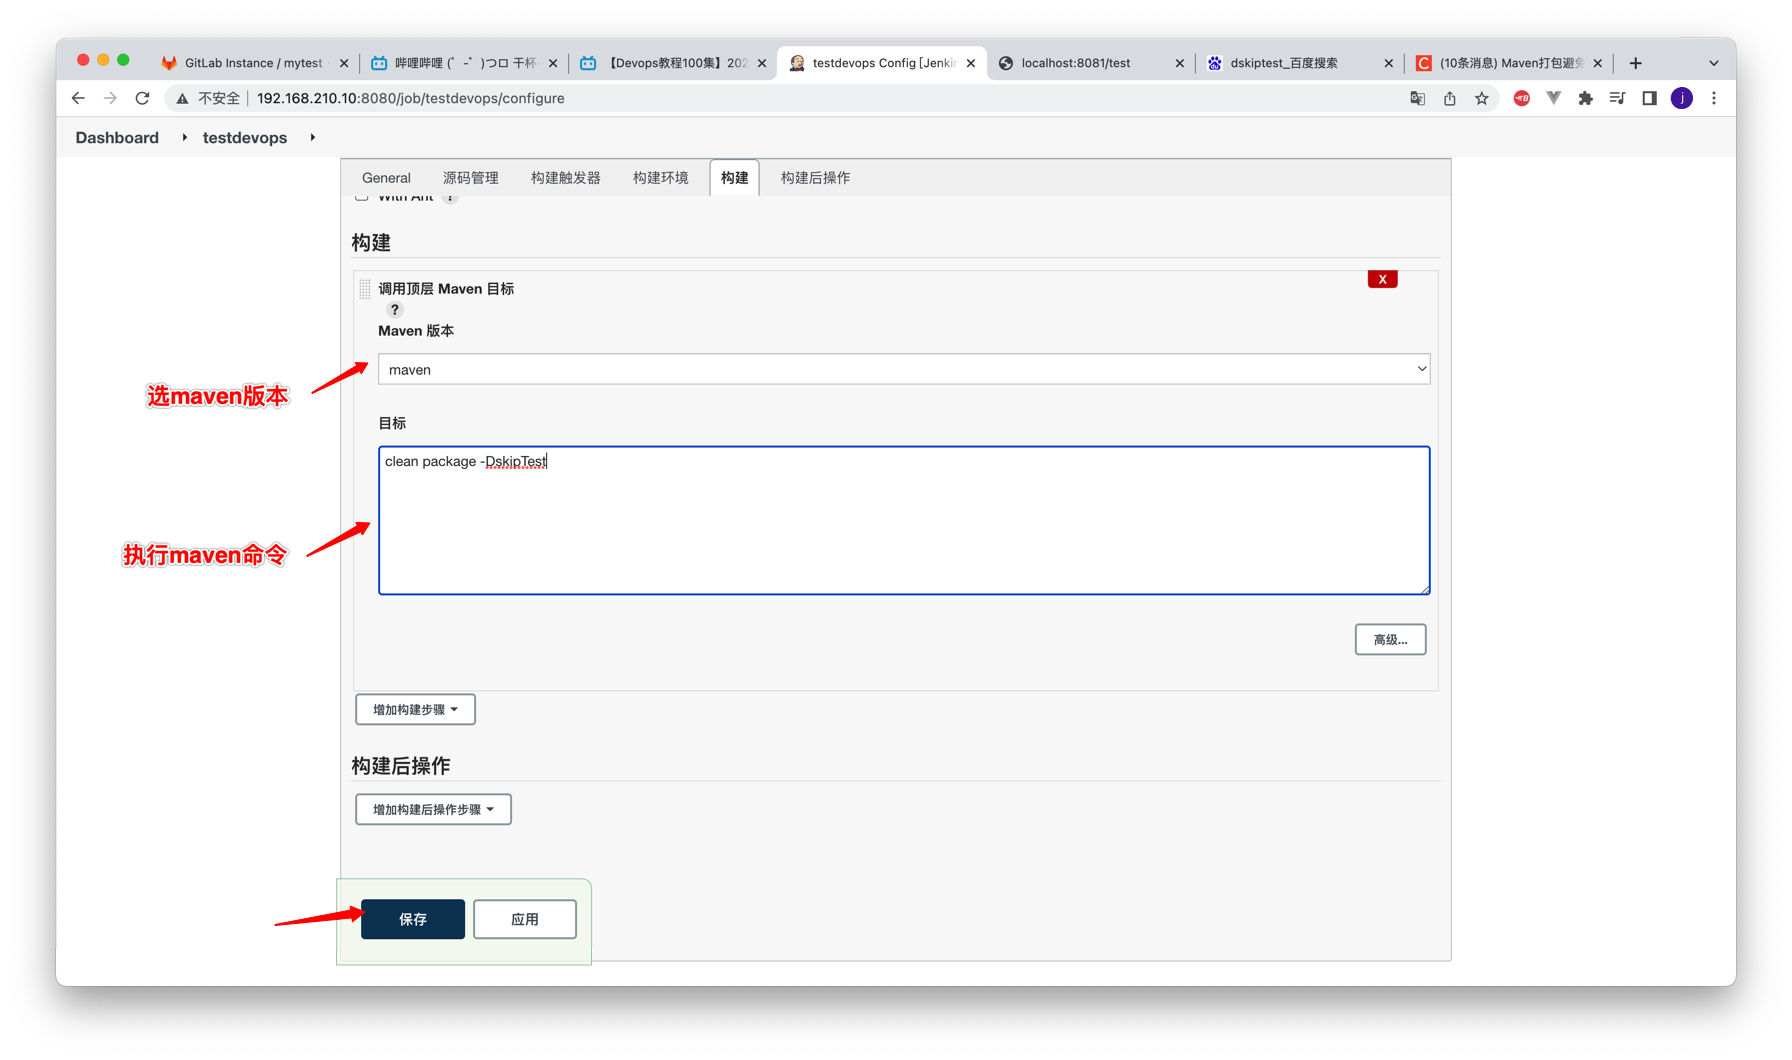 GitLab Instance / mytest
哔哩哔哩 (゜-゜)つロ 干杯-
【Devops教程100集】202
testdevops Config [Jenkin
localhost:8081/test
dskiptest_百度搜索
(10条消息) Maven打包避免
不安全
192.168.210.10:8080/job/testdevops/configure
j
Dashboard
testdevops
General
源码管理
构建触发器
构建环境
构建
构建后操作
With Ant ?
构建
调用顶层 Maven 目标
X
?
Maven 版本
maven
选maven版本
目标
clean package -DskipTest
执行maven命令
高级...
增加构建步骤
构建后操作
增加构建后操作步骤
保存
应用